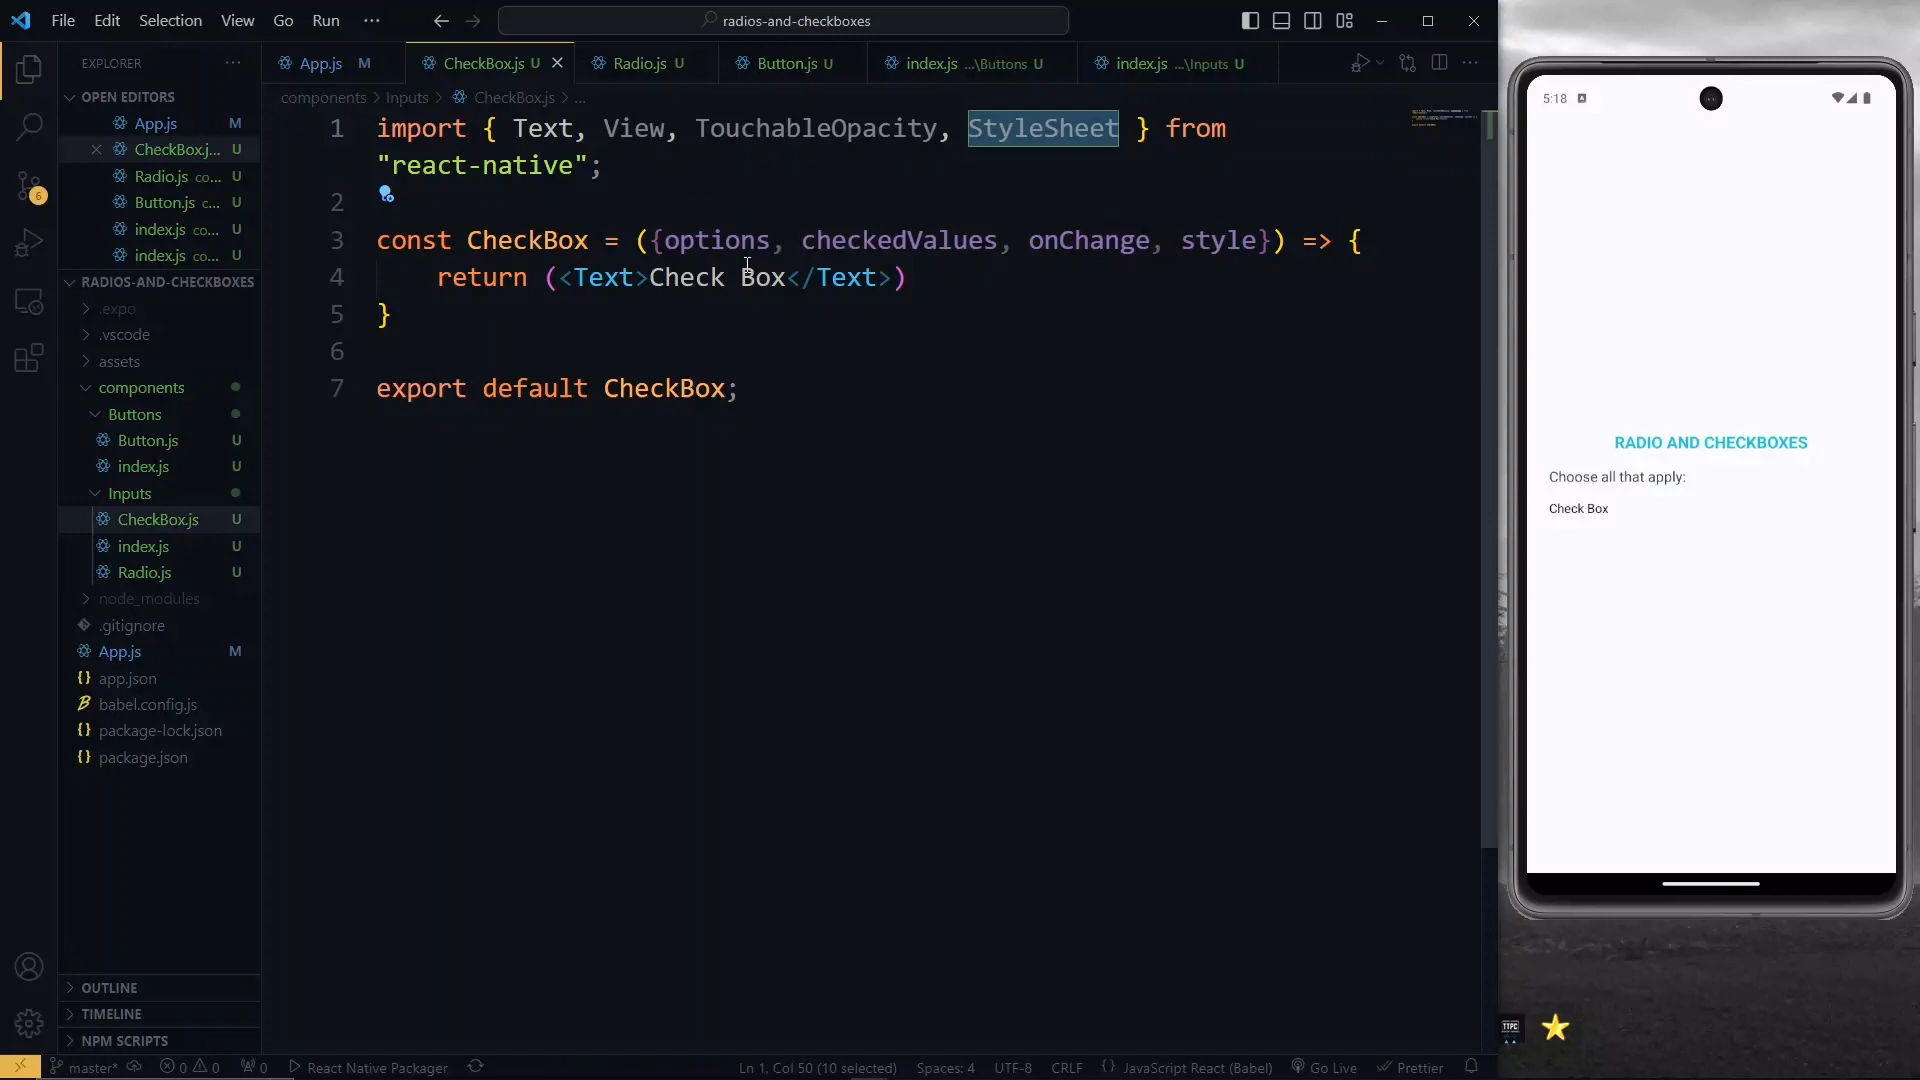 File Edit Selection View Go Run ···
radios-and-checkboxes
EXPLORER
OPEN EDITORS
App.js M
CheckBox.j... U
Radio.js co... U
Button.js c... U
index.js co... U
index.js co... U
RADIOS-AND-CHECKBOXES
.expo
.vscode
assets
components
Buttons
Button.js U
index.js U
Inputs
CheckBox.js U
index.js U
Radio.js U
node_modules
.gitignore
App.js M
app.json
babel.config.js
package-lock.json
package.json
OUTLINE
TIMELINE
NPM SCRIPTS
6
App.js M CheckBox.js U Radio.js U Button.js U index.js ...\Buttons U index.js ...\Inputs U
components > Inputs > CheckBox.js > ...
1 import { Text, View, TouchableOpacity, StyleSheet } from
"react-native";
2
3 const CheckBox = ({options, checkedValues, onChange, style}) => {
4 return (<Text>Check Box</Text>)
5 }
6
7 export default CheckBox;
5:18
RADIO AND CHECKBOXES
Choose all that apply:
Check Box
TTPC
master* 0 0 0 React Native Packager Ln 1, Col 50 (10 selected) Spaces: 4 UTF-8 CRLF {} JavaScript React (Babel) Go Live Prettier